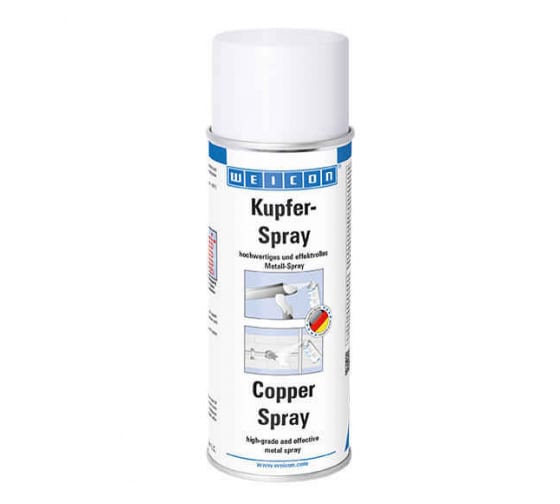 WEICON
Kupfer-
Spray
hochwertiges und effektvolles
Metall-Spray
Copper
Spray
high-grade and effective
metal spray
www.weicon.com